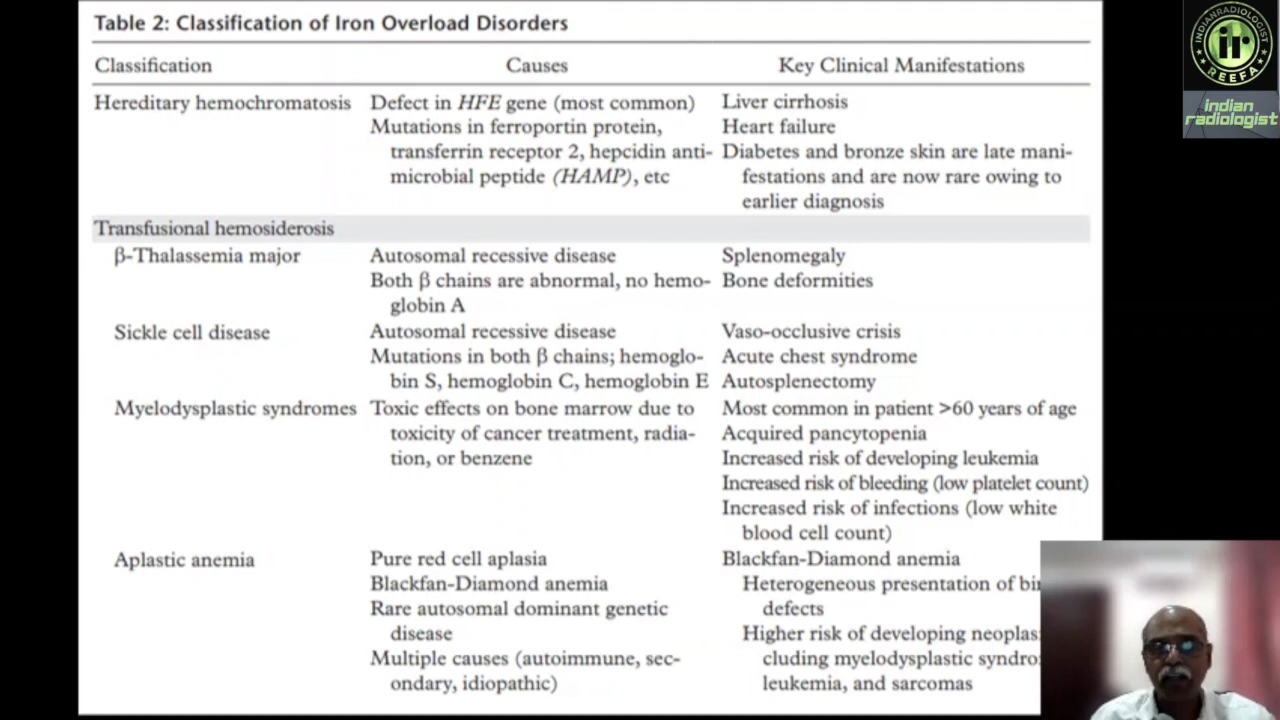 Table 2: Classification of Iron Overload Disorders
Classification Causes Key Clinical Manifestations
Hereditary hemochromatosis Defect in HFE gene (most common) Liver cirrhosis
Mutations in ferroportin protein, Heart failure
transferrin receptor 2, hepcidin anti- Diabetes and bronze skin are late mani-
microbial peptide (HAMP), etc festations and are now rare owing to
earlier diagnosis
Transfusional hemosiderosis
β-Thalassemia major Autosomal recessive disease Splenomegaly
Both β chains are abnormal, no hemo- Bone deformities
globin A
Sickle cell disease Autosomal recessive disease Vaso-occlusive crisis
Mutations in both β chains; hemoglo- Acute chest syndrome
bin S, hemoglobin C, hemoglobin E Autosplenectomy
Myelodysplastic syndromes Toxic effects on bone marrow due to Most common in patient >60 years of age
toxicity of cancer treatment, radia- Acquired pancytopenia
tion, or benzene Increased risk of developing leukemia
Increased risk of bleeding (low platelet count)
Increased risk of infections (low white
blood cell count)
Aplastic anemia Pure red cell aplasia Blackfan-Diamond anemia
Blackfan-Diamond anemia Heterogeneous presentation of
Rare autosomal dominant genetic defects
disease Higher risk of developing
Multiple causes (autoimmune, sec- cluding myelodysplastic
ondary, idiopathic) leukemia, and sarcomas
INDIANRADIOLOGIST
ir
REEFA
indian
radiologist